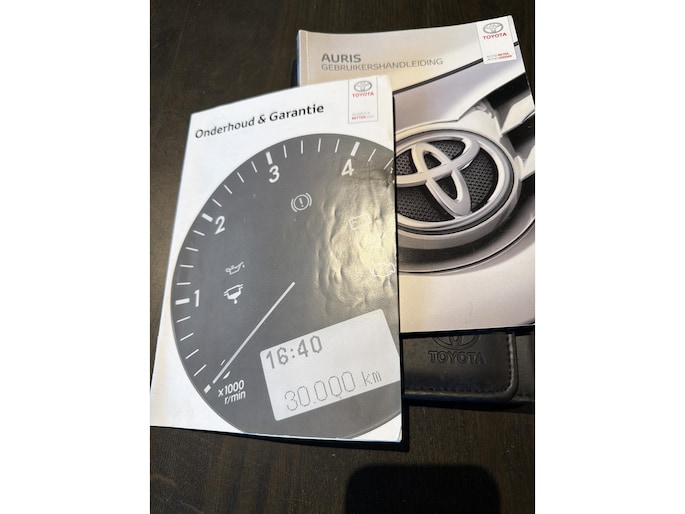 AURIS
GEBRUIKERSHANDLEIDING
TOYOTA
Onderhoud & Garantie
TOYOTA
4
3
2
1
16:40
30.000 km
x1000
r/min
TOYOTA